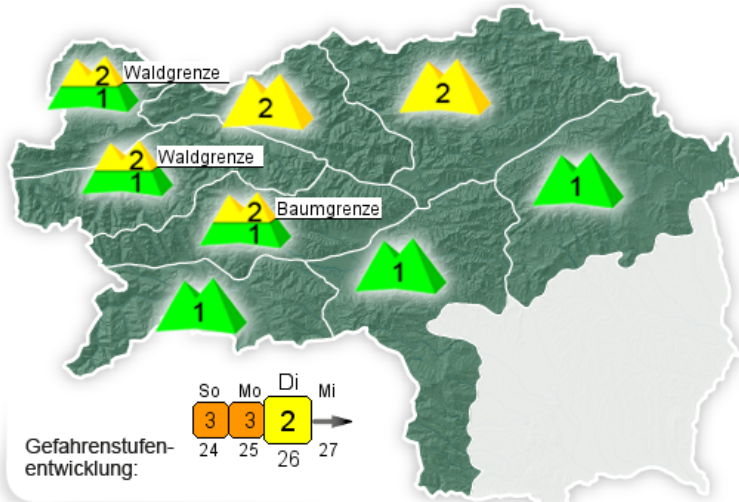 2 Waldgrenze
1
2
2
2 Waldgrenze
1
1
2 Baumgrenze
1
1
1
So Mo Di Mi
3 3 2
24 25 26 27
Gefahrenstufen-
entwicklung: